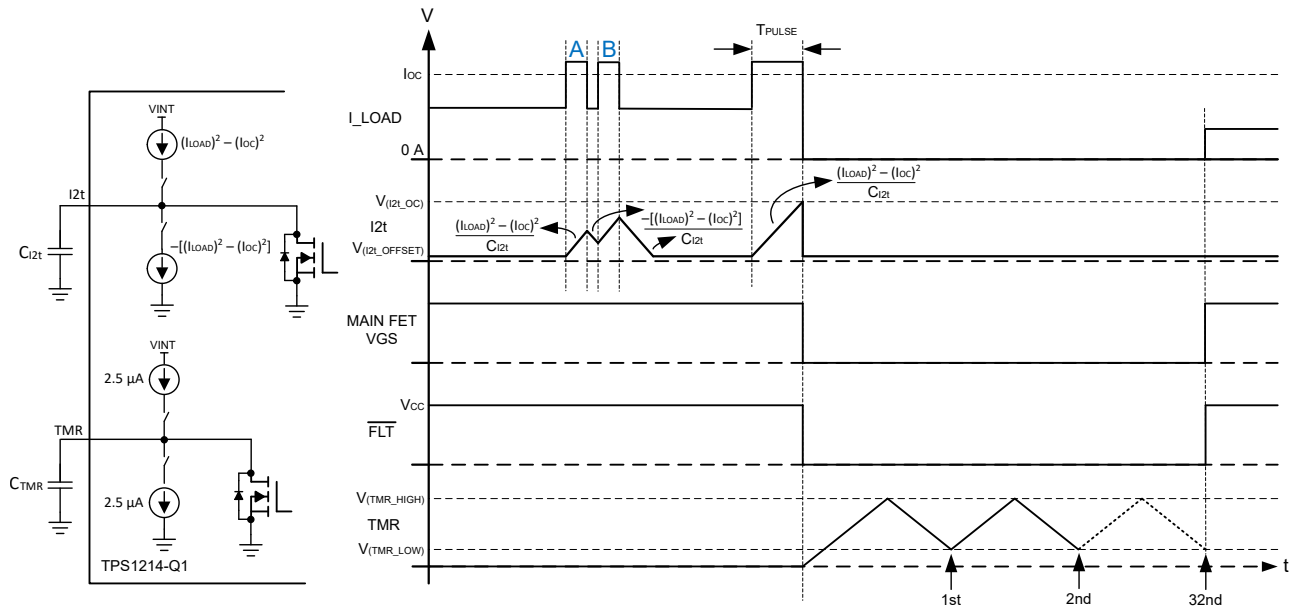 VINT
(ILOAD)² – (IOC)²
I2t
CI2t
-[(ILOAD)² – (IOC)²]
VINT
2.5 µA
TMR
CTMR
2.5 µA
TPS1214-Q1
V
TPULSE
A
B
IOC
I_LOAD
0 A
V(I2t_OC)
I2t
V(I2t_OFFSET)
(ILOAD)² – (IOC)²
CI2t
-[(ILOAD)² – (IOC)²]
CI2t
(ILOAD)² – (IOC)²
CI2t
MAIN FET
VGS
VCC
FLT
V(TMR_HIGH)
TMR
V(TMR_LOW)
t
1st
2nd
32nd